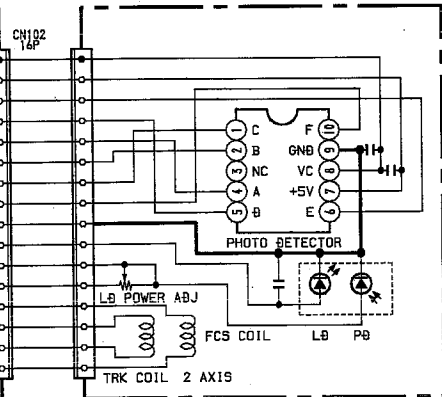 CN102
16P
1 C F 10
2 B GND 9
3 NC VC 8
4 A +5V 7
5 D E 6
PHOTO DETECTOR
LD POWER ADJ
FCS COIL LD PD
TRK COIL 2 AXIS